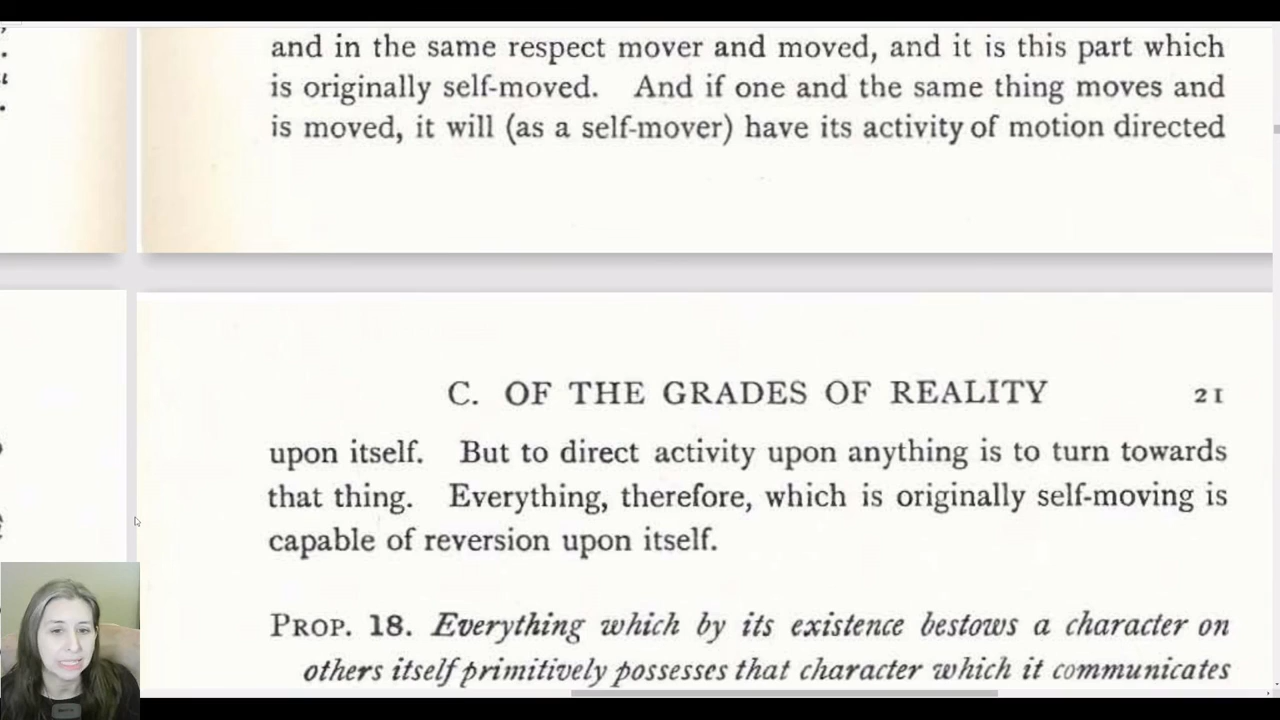 and in the same respect mover and moved, and it is this part which
is originally self-moved. And if one and the same thing moves and
is moved, it will (as a self-mover) have its activity of motion directed
C. OF THE GRADES OF REALITY 21
upon itself. But to direct activity upon anything is to turn towards
that thing. Everything, therefore, which is originally self-moving is
capable of reversion upon itself.
PROP. 18. Everything which by its existence bestows a character on
others itself primitively possesses that character which it communicates